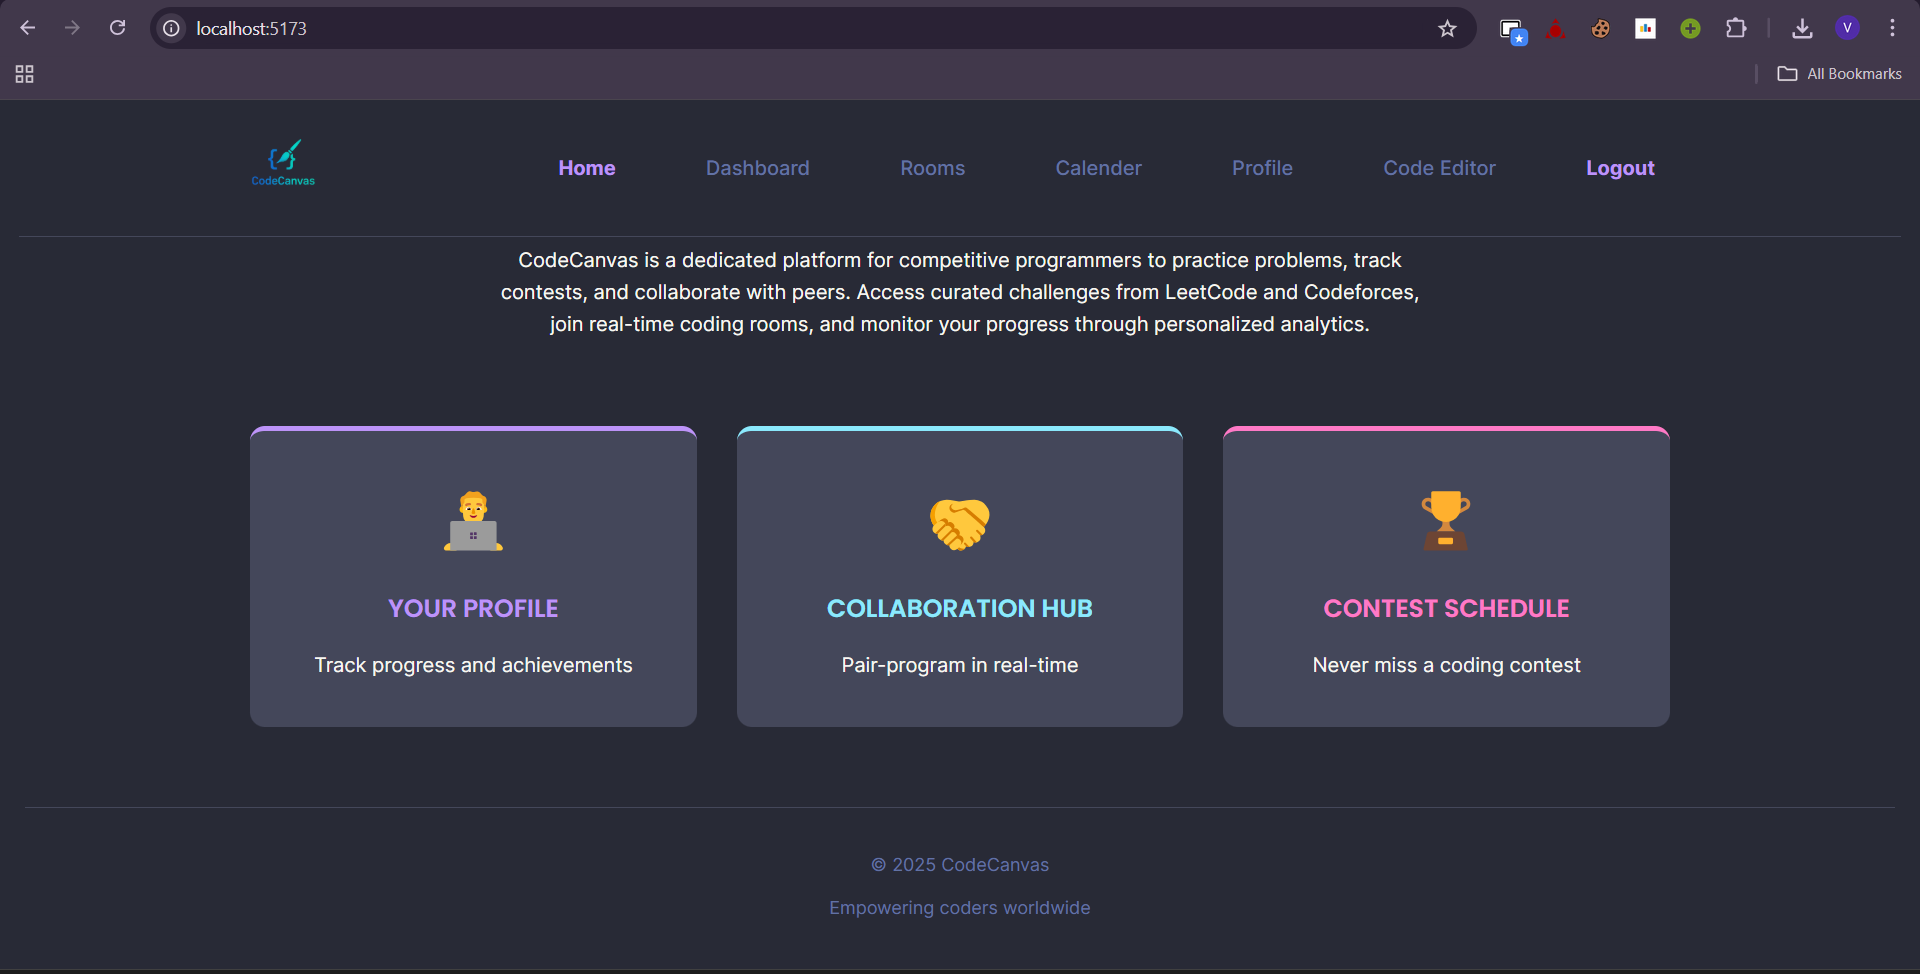 localhost:5173
V
All Bookmarks
CodeCanvas
Home
Dashboard
Rooms
Calender
Profile
Code Editor
Logout
CodeCanvas is a dedicated platform for competitive programmers to practice problems, track
contests, and collaborate with peers. Access curated challenges from LeetCode and Codeforces,
join real-time coding rooms, and monitor your progress through personalized analytics.
YOUR PROFILE
Track progress and achievements
COLLABORATION HUB
Pair-program in real-time
CONTEST SCHEDULE
Never miss a coding contest
© 2025 CodeCanvas
Empowering coders worldwide